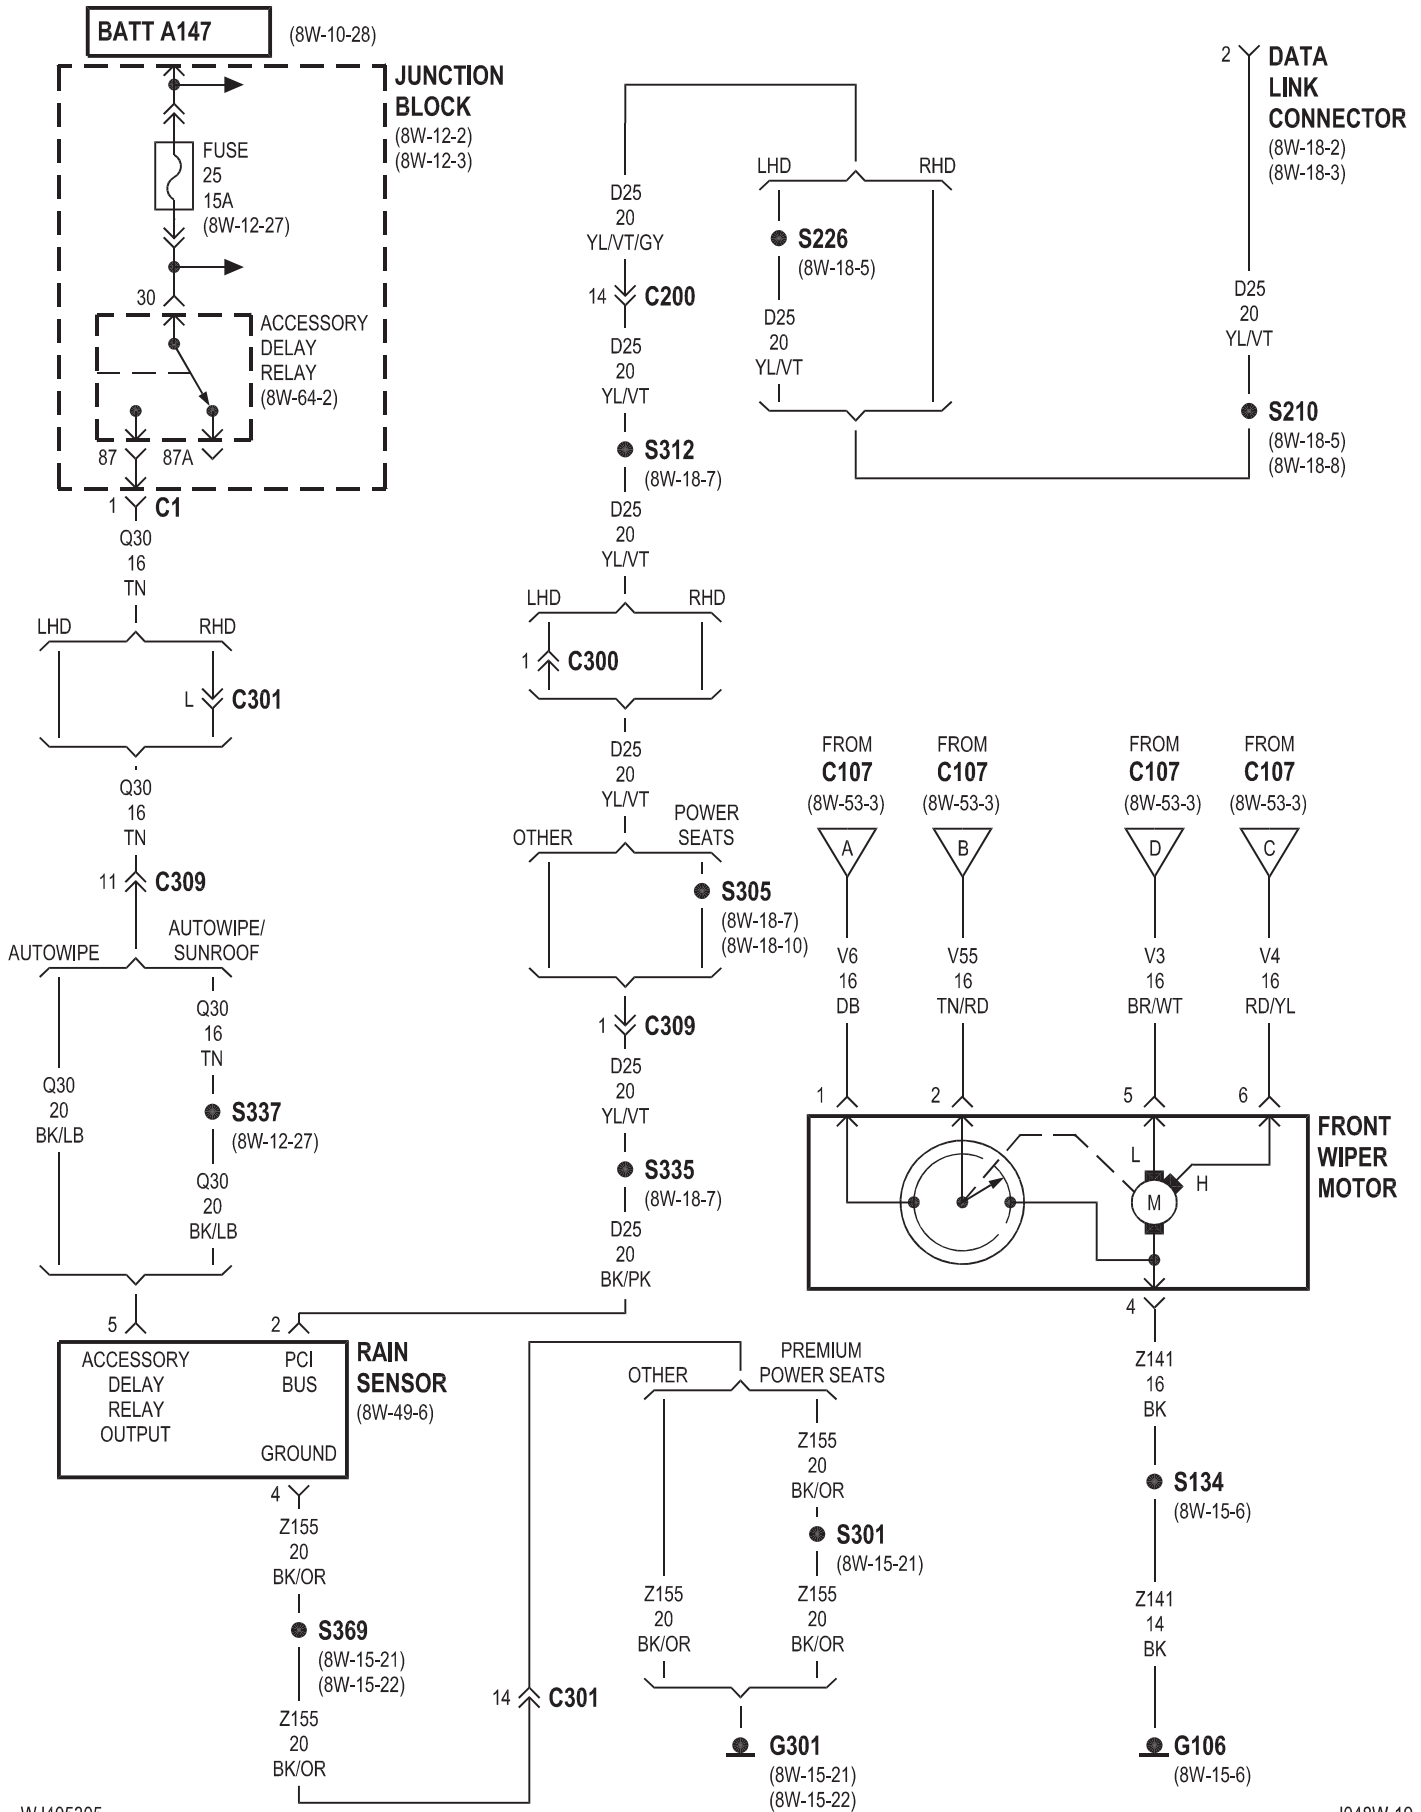 BATT A147
(8W-10-28)
JUNCTION
BLOCK
(8W-12-2)
(8W-12-3)
FUSE
25
15A
(8W-12-27)
30
ACCESSORY
DELAY
RELAY
(8W-64-2)
87
87A
1
C1
Q30
16
TN
LHD
RHD
L
C301
Q30
16
TN
11
C309
AUTOWIPE
AUTOWIPE/
SUNROOF
Q30
16
TN
Q30
20
BK/LB
S337
(8W-12-27)
Q30
20
BK/LB
5
2
ACCESSORY
DELAY
RELAY
OUTPUT
PCI
BUS
GROUND
RAIN
SENSOR
(8W-49-6)
4
Z155
20
BK/OR
S369
(8W-15-21)
(8W-15-22)
Z155
20
BK/OR
D25
20
YL/VT/GY
14
C200
D25
20
YL/VT
S312
(8W-18-7)
D25
20
YL/VT
LHD
RHD
1
C300
D25
20
YL/VT
OTHER
POWER
SEATS
S305
(8W-18-7)
(8W-18-10)
1
C309
D25
20
YL/VT
S335
(8W-18-7)
D25
20
BK/PK
LHD
RHD
S226
(8W-18-5)
D25
20
YL/VT
2
DATA
LINK
CONNECTOR
(8W-18-2)
(8W-18-3)
D25
20
YL/VT
S210
(8W-18-5)
(8W-18-8)
FROM
C107
(8W-53-3)
A
FROM
C107
(8W-53-3)
B
FROM
C107
(8W-53-3)
D
FROM
C107
(8W-53-3)
C
V6
16
DB
V55
16
TN/RD
V3
16
BR/WT
V4
16
RD/YL
1
2
5
6
L
H
M
FRONT
WIPER
MOTOR
4
Z141
16
BK
S134
(8W-15-6)
Z141
14
BK
G106
(8W-15-6)
OTHER
PREMIUM
POWER SEATS
Z155
20
BK/OR
S301
(8W-15-21)
Z155
20
BK/OR
Z155
20
BK/OR
14
C301
G301
(8W-15-21)
(8W-15-22)